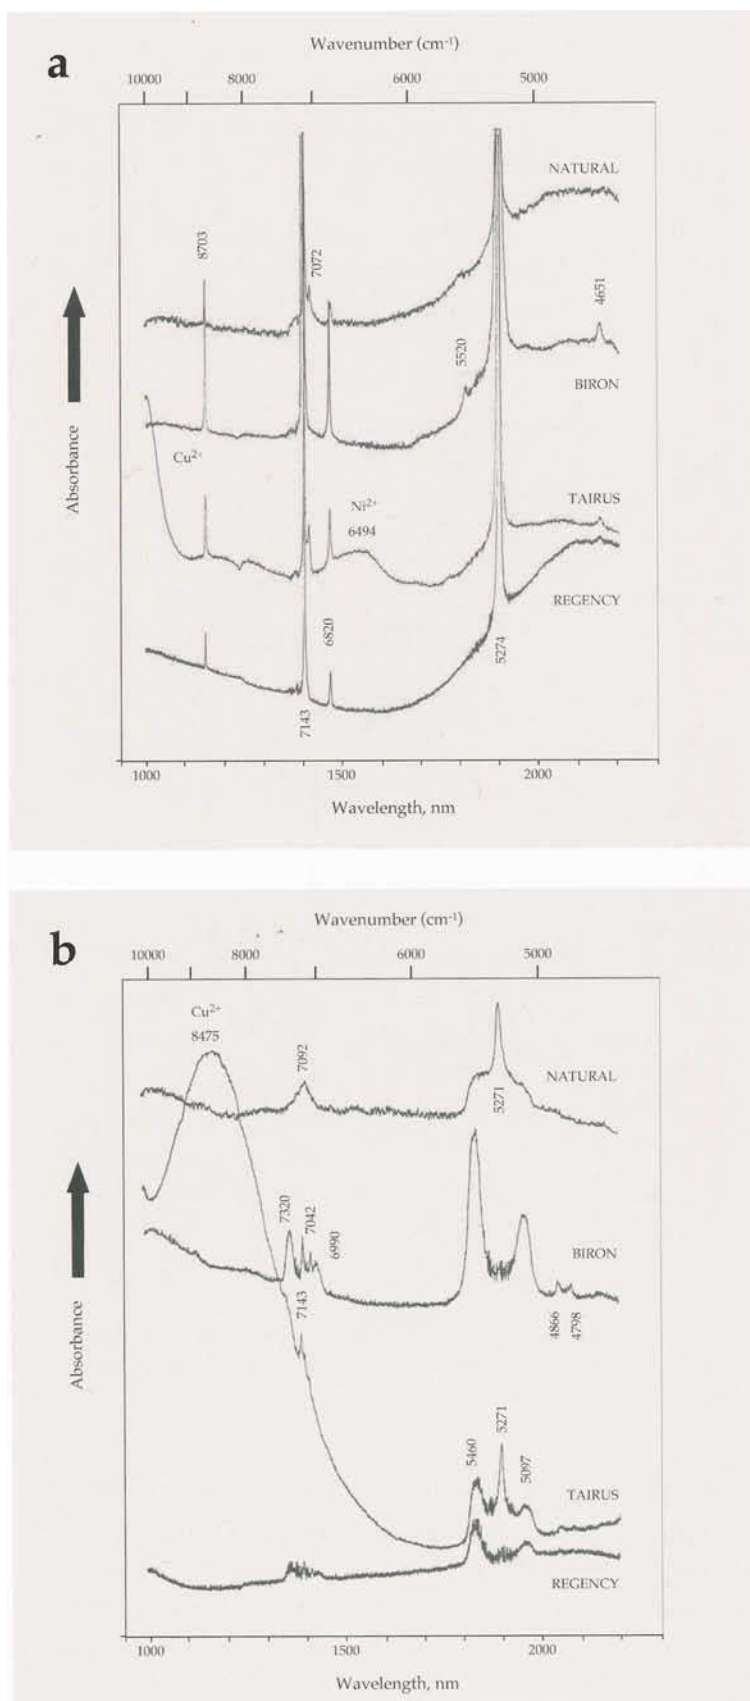 a
Wavenumber (cm-1)
10000 8000 6000 5000
NATURAL
8703
7072
4651
5520
BIRON
Cu2+
Ni2+
6494
TAIRUS
REGENCY
6820
5274
7143
Absorbance
1000 1500 2000
Wavelength, nm
b
Wavenumber (cm-1)
10000 8000 6000 5000
Cu2+
8475
7092
NATURAL
5271
7320
7042
6990
BIRON
7143
4866
4798
Absorbance
5271
5460
5097
TAIRUS
REGENCY
1000 1500 2000
Wavelength, nm